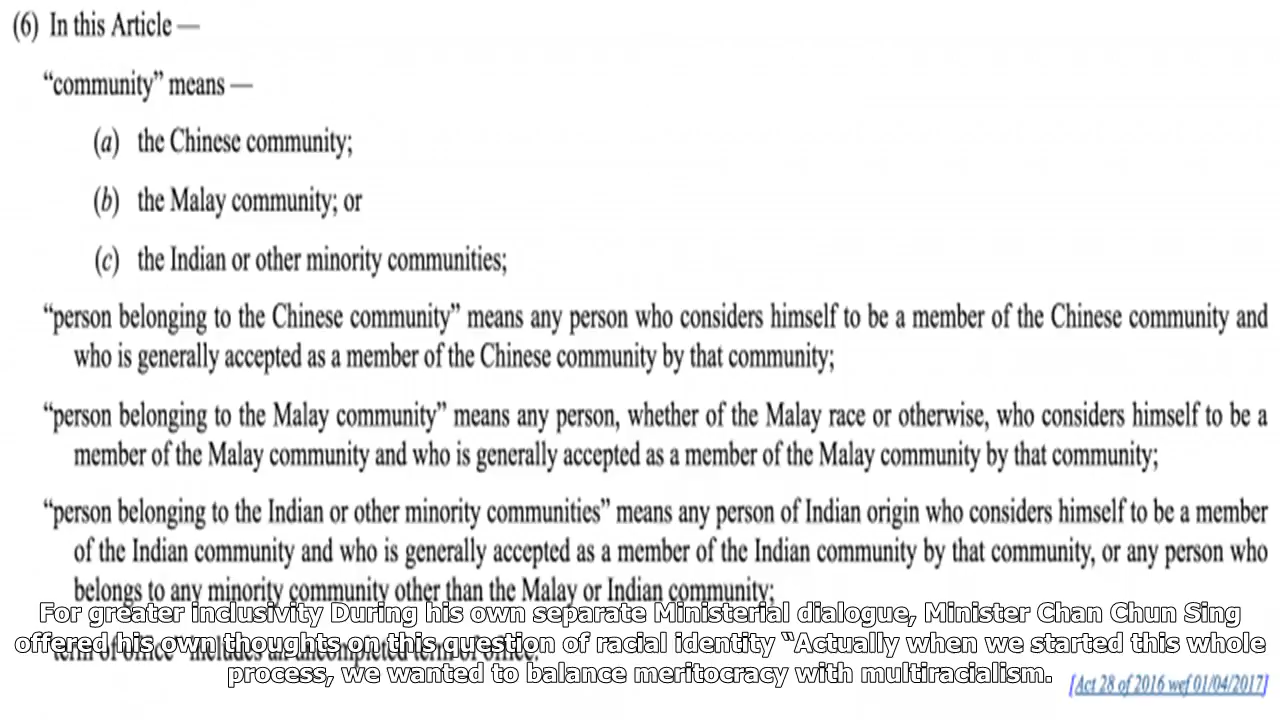 (6) In this Article —
“community” means —
(a) the Chinese community;
(b) the Malay community; or
(c) the Indian or other minority communities;
“person belonging to the Chinese community” means any person who considers himself to be a member of the Chinese community and
who is generally accepted as a member of the Chinese community by that community;
“person belonging to the Malay community” means any person, whether of the Malay race or otherwise, who considers himself to be a
member of the Malay community and who is generally accepted as a member of the Malay community by that community;
“person belonging to the Indian or other minority communities” means any person of Indian origin who considers himself to be a member
of the Indian community and who is generally accepted as a member of the Indian community by that community, or any person who
belongs to any minority community other than the Malay or Indian community;
“term of office” includes an uncompleted term of office.
For greater inclusivity During his own separate Ministerial dialogue, Minister Chan Chun Sing
offered his own thoughts on this question of racial identity “Actually when we started this whole
process, we wanted to balance meritocracy with multiracialism.
[Act 28 of 2016 wef 01/04/2017]